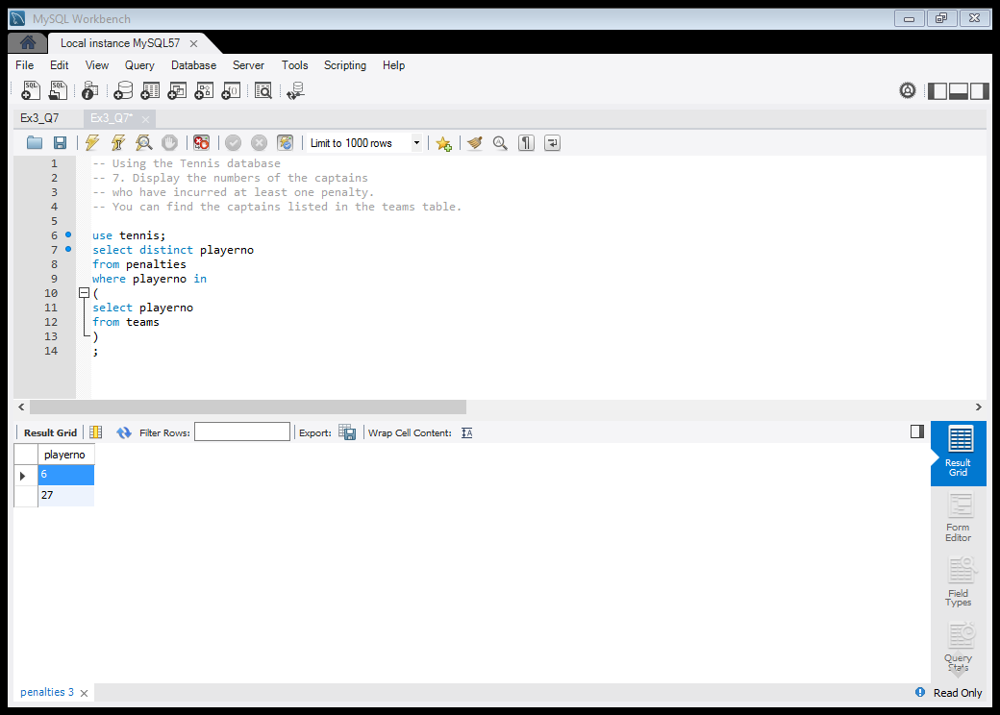 MySQL Workbench
Local instance MySQL57
File Edit View Query Database Server Tools Scripting Help
SQL SQL
Ex3_Q7 Ex3_Q7*
Limit to 1000 rows
1 -- Using the Tennis database
2 -- 7. Display the numbers of the captains
3 -- who have incurred at least one penalty.
4 -- You can find the captains listed in the teams table.
5
6 use tennis;
7 select distinct playerno
8 from penalties
9 where playerno in
10 (
11 select playerno
12 from teams
13 )
14 ;
Result Grid Filter Rows: Export: Wrap Cell Content:
playerno
6
27
Result
Grid
Form
Editor
Field
Types
Query
Stats
penalties 3 Read Only